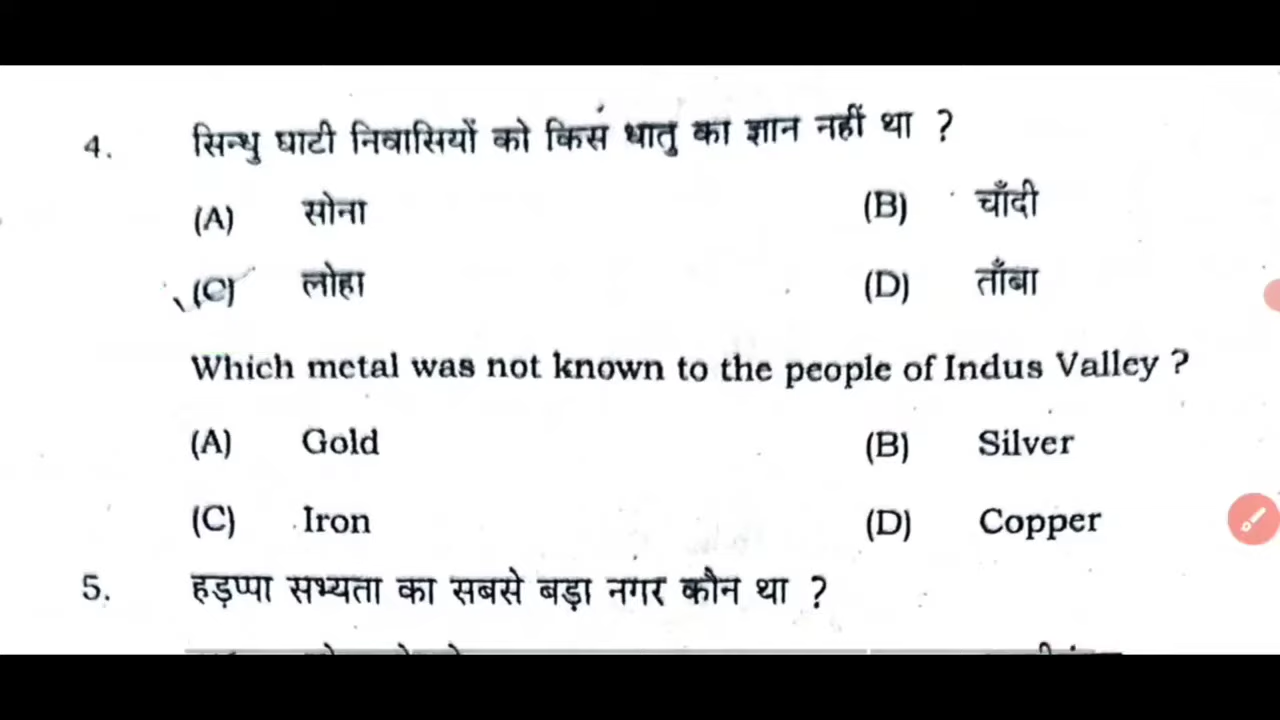 4. सिन्धु घाटी निवासियों को किस धातु का ज्ञान नहीं था ?
(A) सोना (B) चाँदी
(C) लोहा (D) ताँबा
Which metal was not known to the people of Indus Valley ?
(A) Gold (B) Silver
(C) Iron (D) Copper
5. हड़प्पा सभ्यता का सबसे बड़ा नगर कौन था ?